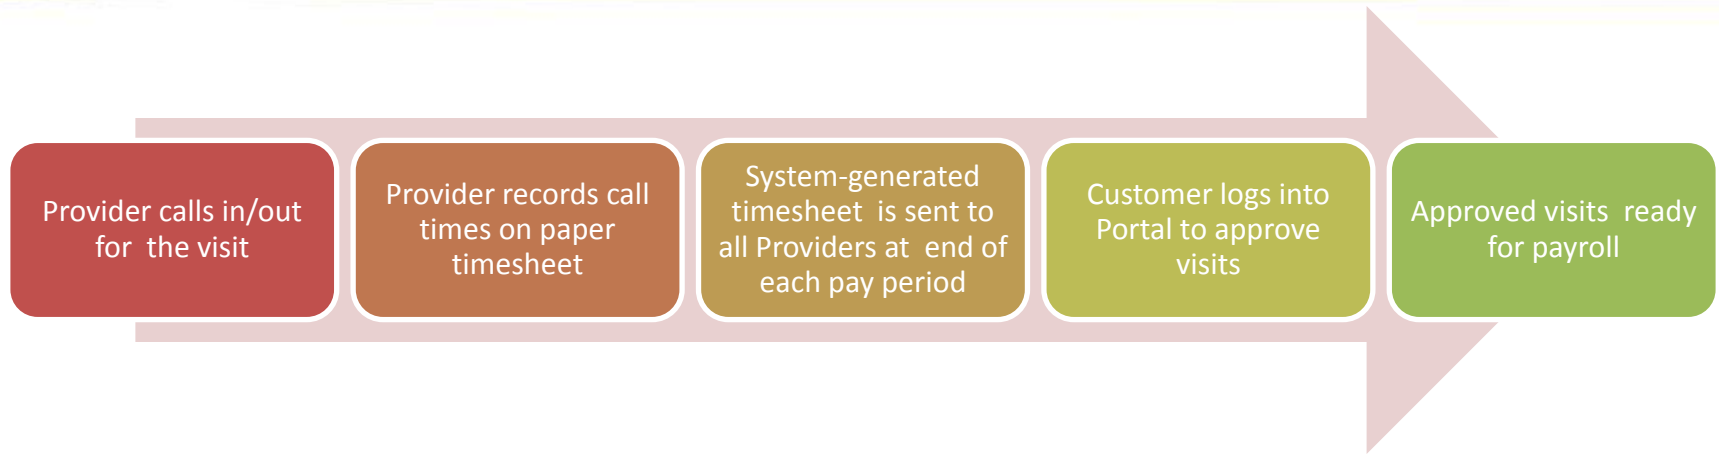 Provider calls in/out
for  the visit
Provider records call
times on paper
timesheet
System-generated
timesheet  is sent to
all Providers at  end of
each pay period
Customer logs into
Portal to approve
visits
Approved visits  ready
for payroll